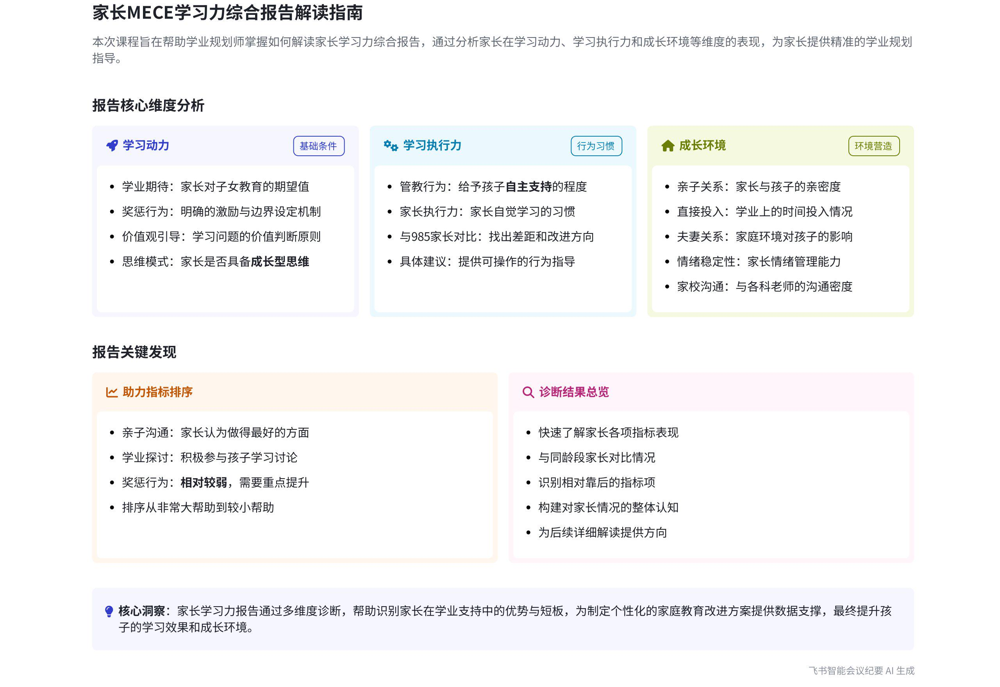 家长MECE学习力综合报告解读指南
本次课程旨在帮助学业规划师掌握如何解读家长学习力综合报告，通过分析家长在学习动力、学习执行力和成长环境等维度的表现，为家长提供精准的学业规划
指导。
报告核心维度分析
学习动力
基础条件
学业期待：家长对子女教育的期望值
奖惩行为：明确的激励与边界设定机制
价值观引导：学习问题的价值判断原则
思维模式：家长是否具备成长型思维
学习执行力
行为习惯
管教行为：给予孩子自主支持的程度
家长执行力：家长自觉学习的习惯
与985家长对比：找出差距和改进方向
具体建议：提供可操作的行为指导
成长环境
环境营造
亲子关系：家长与孩子的亲密度
直接投入：学业上的时间投入情况
夫妻关系：家庭环境对孩子的影响
情绪稳定性：家长情绪管理能力
家校沟通：与各科老师的沟通密度
报告关键发现
助力指标排序
亲子沟通：家长认为做得最好的方面
学业探讨：积极参与孩子学习讨论
奖惩行为：相对较弱，需要重点提升
排序从非常大帮助到较小帮助
诊断结果总览
快速了解家长各项指标表现
与同龄段家长对比情况
识别相对靠后的指标项
构建对家长情况的整体认知
为后续详细解读提供方向
核心洞察：家长学习力报告通过多维度诊断，帮助识别家长在学业支持中的优势与短板，为制定个性化的家庭教育改进方案提供数据支撑，最终提升孩
子的学习效果和成长环境。
飞书智能会议纪要 AI 生成